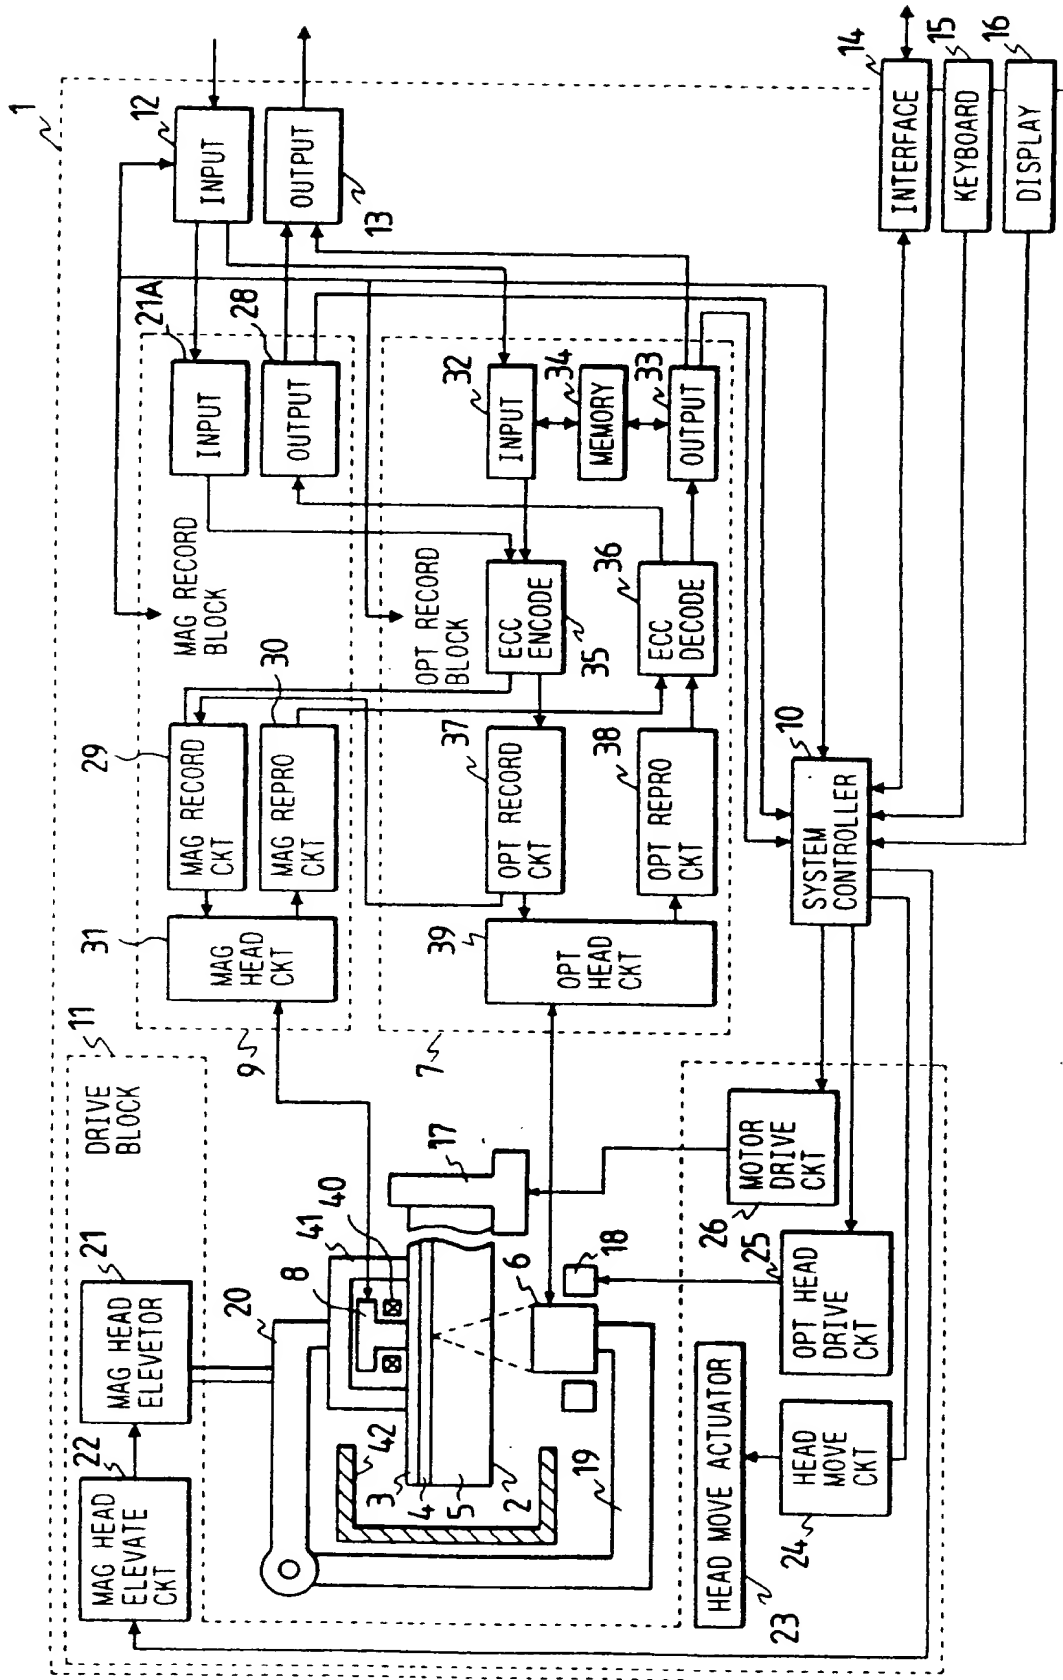 1
11
DRIVE
BLOCK
22
MAG HEAD
ELEVATE
CKT
21
MAG HEAD
ELEVETOR
20
9
31
MAG
HEAD
CKT
29
MAG RECORD
CKT
30
MAG REPRO
CKT
MAG RECORD
BLOCK
21A
INPUT
28
OUTPUT
12
INPUT
OUTPUT
13
7
39
OPT
HEAD
CKT
37
OPT RECORD
CKT
38
OPT REPRO
CKT
OPT RECORD
BLOCK
ECC
ENCODE
35
36
ECC
DECODE
32
INPUT
34
MEMORY
33
OUTPUT
42
3
4
5
2
8
41
40
17
6
18
19
23
HEAD MOVE ACTUATOR
24
HEAD
MOVE
CKT
25
OPT HEAD
DRIVE
CKT
26
MOTOR
DRIVE
CKT
10
SYSTEM
CONTROLLER
14
INTERFACE
15
KEYBOARD
16
DISPLAY